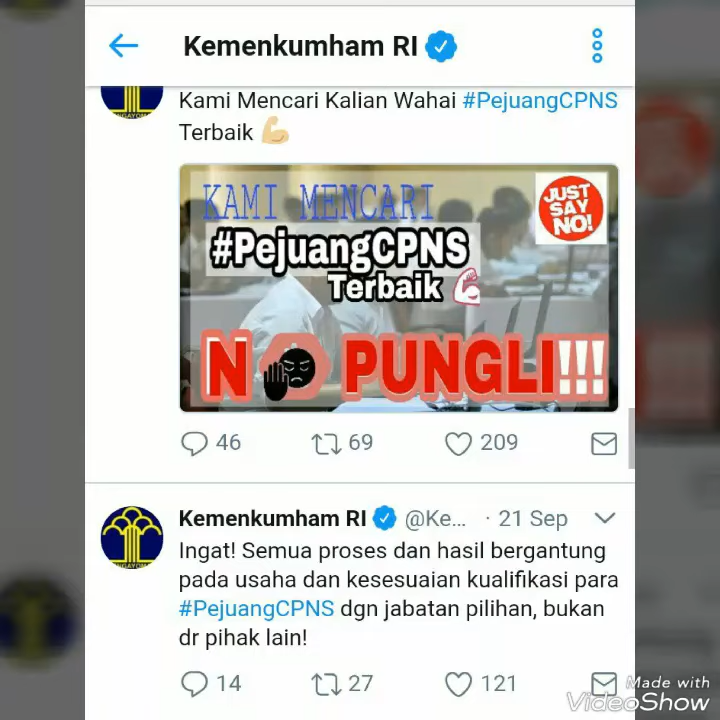 Kemenkumham RI
Kami Mencari Kalian Wahai #PejuangCPNS
Terbaik 💪
KAMI MENCARI
JUST
SAY
NO!
#PejuangCPNS
Terbaik
NO PUNGLI!!!
46 69 209
Kemenkumham RI @Ke... · 21 Sep
Ingat! Semua proses dan hasil bergantung
pada usaha dan kesesuaian kualifikasi para
#PejuangCPNS dgn jabatan pilihan, bukan
dr pihak lain!
14 27 121
Made with
VideoShow